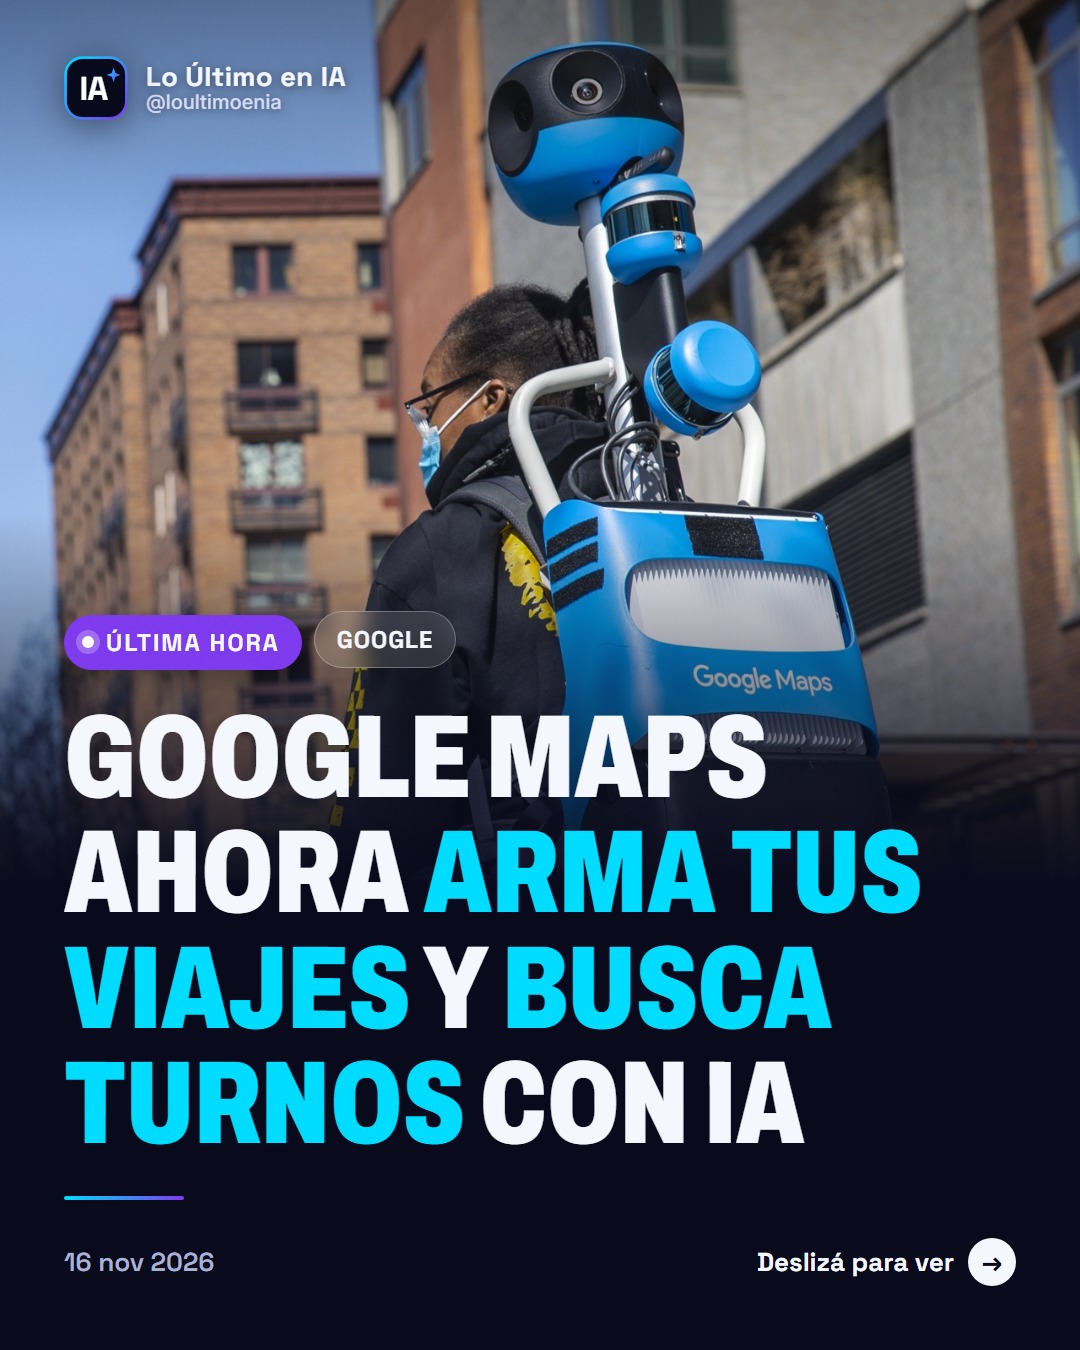 IA
Lo Último en IA
@loultimoenia
ÚLTIMA HORA
GOOGLE
Google Maps
GOOGLE MAPS
AHORA ARMA TUS
VIAJES Y BUSCA
TURNOS CON IA
16 nov 2026
Deslizá para ver →